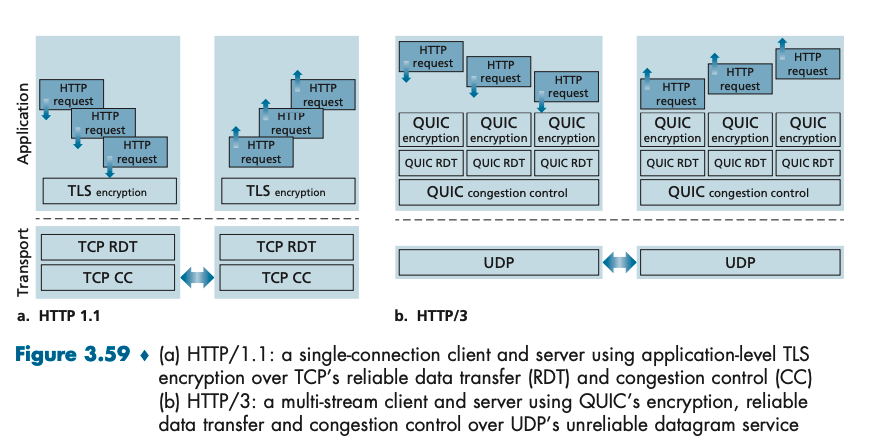 Application
HTTP
request
HTTP
request
HTTP
request
TLS encryption
HTTP
request
HTTP
request
HTTP
request
TLS encryption
Transport
TCP RDT
TCP CC
TCP RDT
TCP CC
a. HTTP 1.1
HTTP
request
HTTP
request
HTTP
request
QUIC
encryption
QUIC
encryption
QUIC
encryption
QUIC RDT
QUIC RDT
QUIC RDT
QUIC congestion control
HTTP
request
HTTP
request
HTTP
request
QUIC
encryption
QUIC
encryption
QUIC
encryption
QUIC RDT
QUIC RDT
QUIC RDT
QUIC congestion control
UDP
UDP
b. HTTP/3
Figure 3.59 ♦ (a) HTTP/1.1: a single-connection client and server using application-level TLS
encryption over TCP’s reliable data transfer (RDT) and congestion control (CC)
(b) HTTP/3: a multi-stream client and server using QUIC’s encryption, reliable
data transfer and congestion control over UDP’s unreliable datagram service